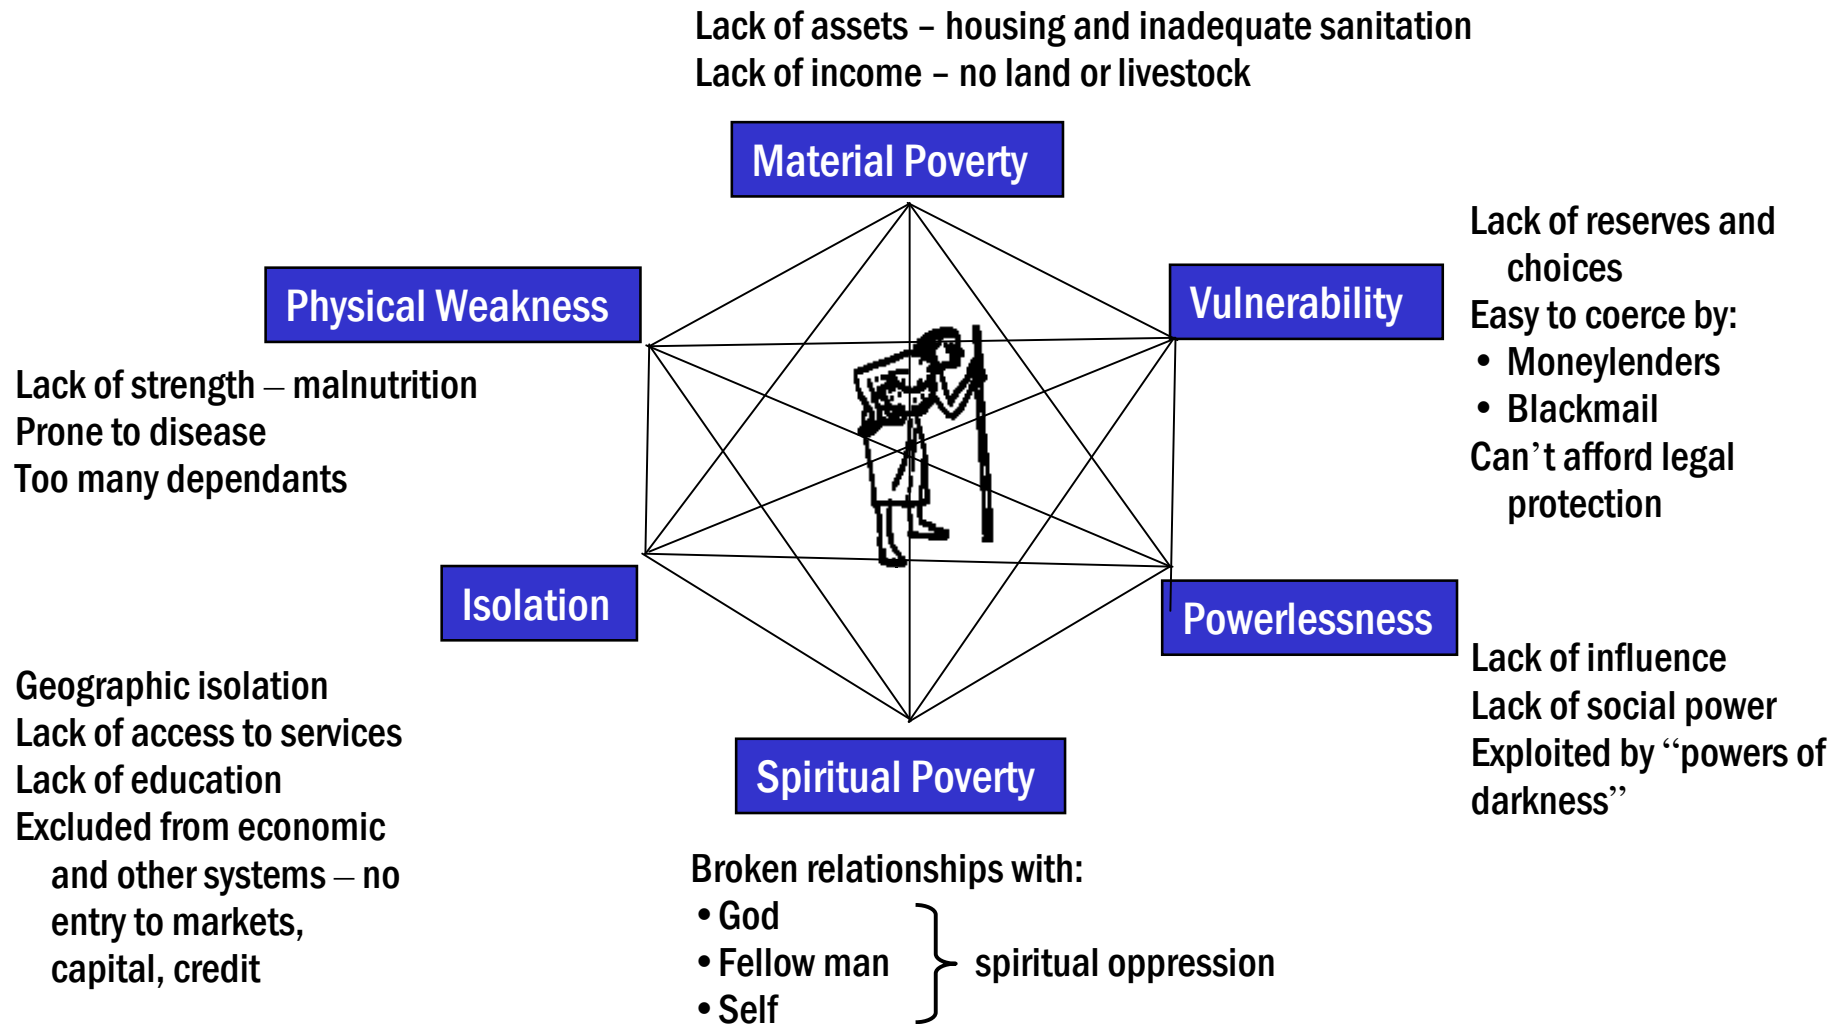 Lack of assets – housing and inadequate sanitation
Lack of income – no land or livestock
Material Poverty
Physical Weakness
Lack of strength – malnutrition
Prone to disease
Too many dependants
Vulnerability
Lack of reserves and
choices
Easy to coerce by:
• Moneylenders
• Blackmail
Can’t afford legal
protection
Isolation
Geographic isolation
Lack of access to services
Lack of education
Excluded from economic
and other systems – no
entry to markets,
capital, credit
Powerlessness
Lack of influence
Lack of social power
Exploited by “powers of
darkness”
Spiritual Poverty
Broken relationships with:
• God
• Fellow man
• Self
spiritual oppression